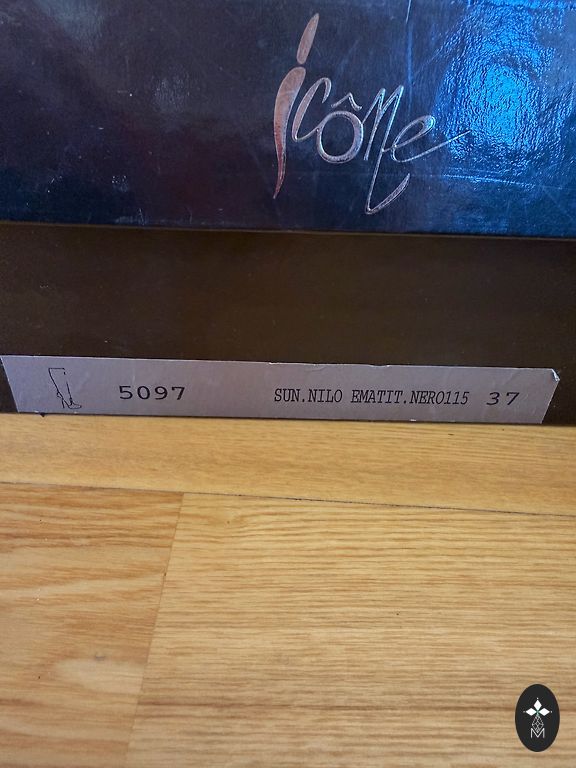 icône
5097 SUN.NILO EMATIT.NERO115 37
M